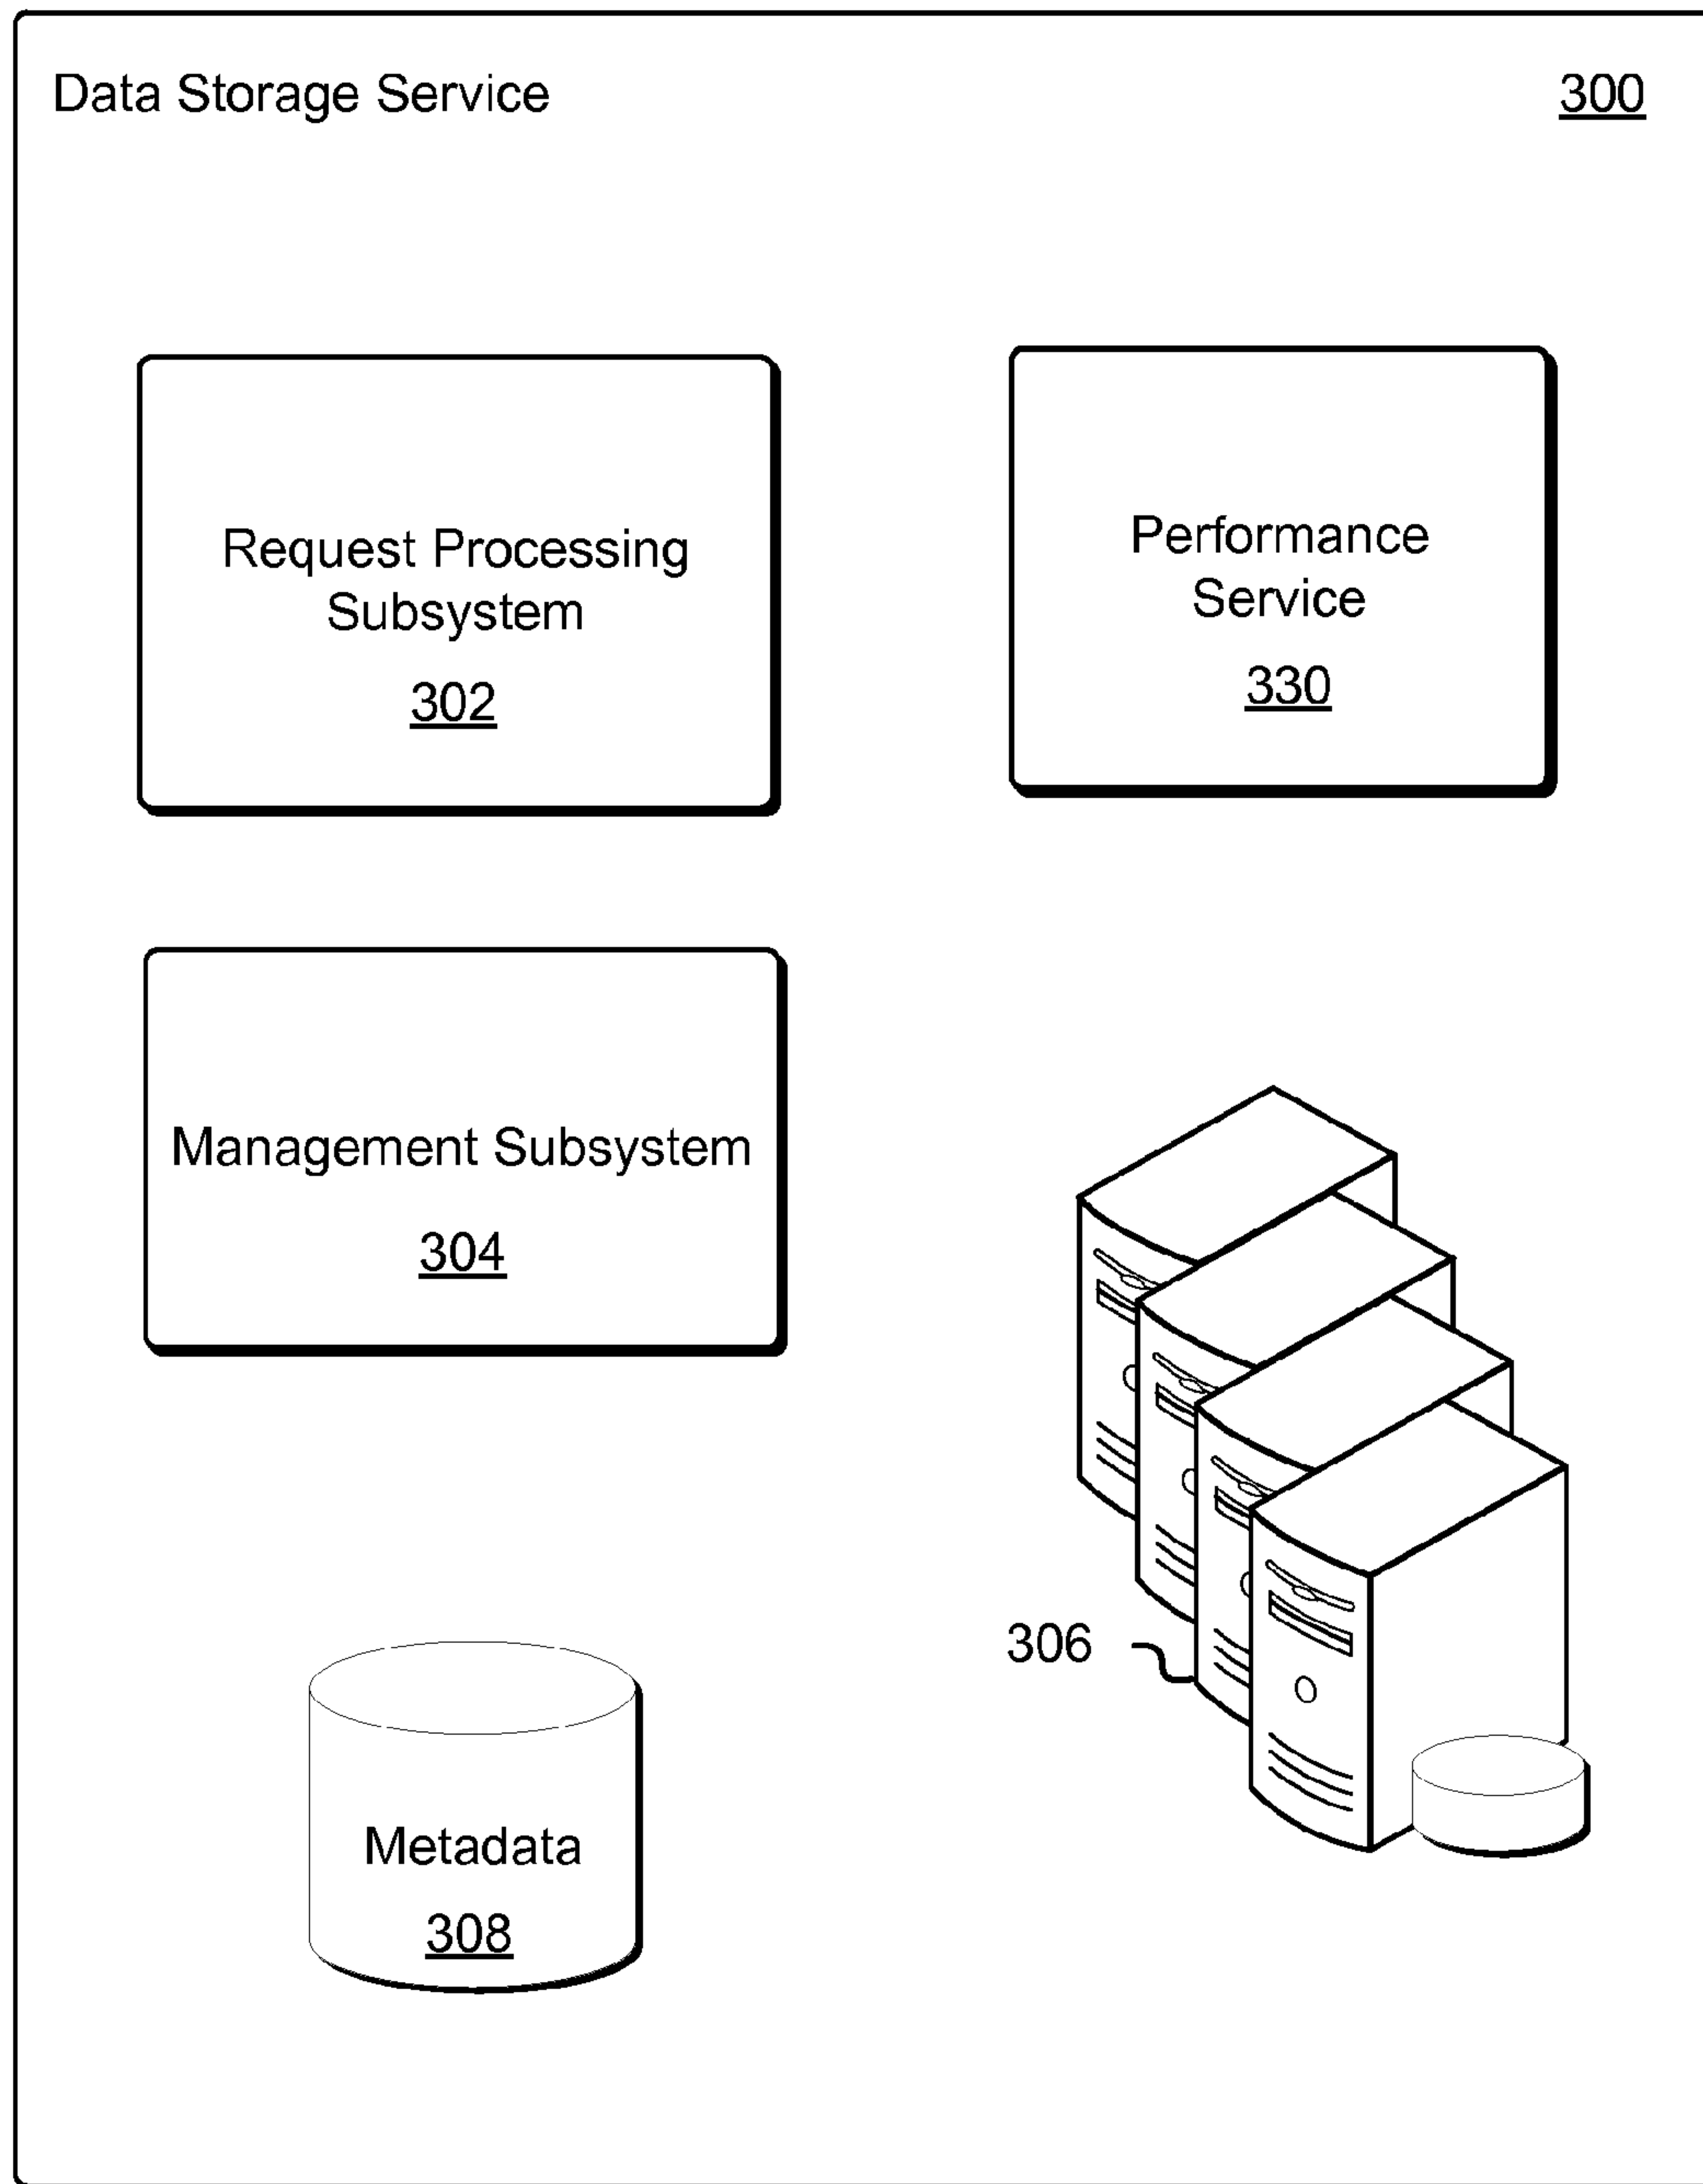 Data Storage Service
300
Request Processing
Subsystem
302
Performance
Service
330
Management Subsystem
304
306
Metadata
308